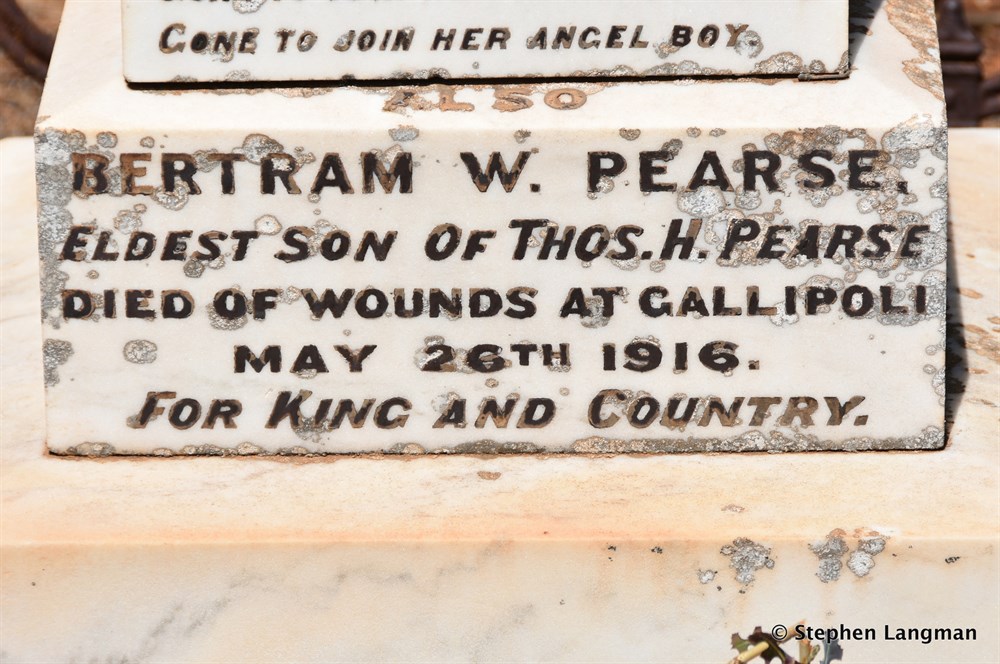 GONE TO JOIN HER ANGEL BOY.
ALSO
BERTRAM W. PEARSE.
ELDEST SON OF THOS. H. PEARSE
DIED OF WOUNDS AT GALLIPOLI
MAY 26TH 1916.
FOR KING AND COUNTRY.
© Stephen Langman